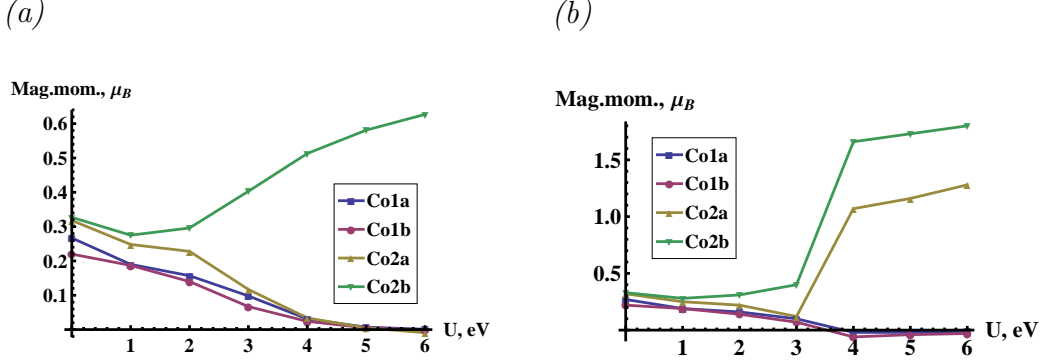 (a)
Mag.mom., μB
0.6
0.5
0.4
0.3
0.2
0.1
Co1a
Co1b
Co2a
Co2b
1 2 3 4 5 6
U, eV
(b)
Mag.mom., μB
1.5
1.0
0.5
Co1a
Co1b
Co2a
Co2b
1 2 3 4 5 6
U, eV